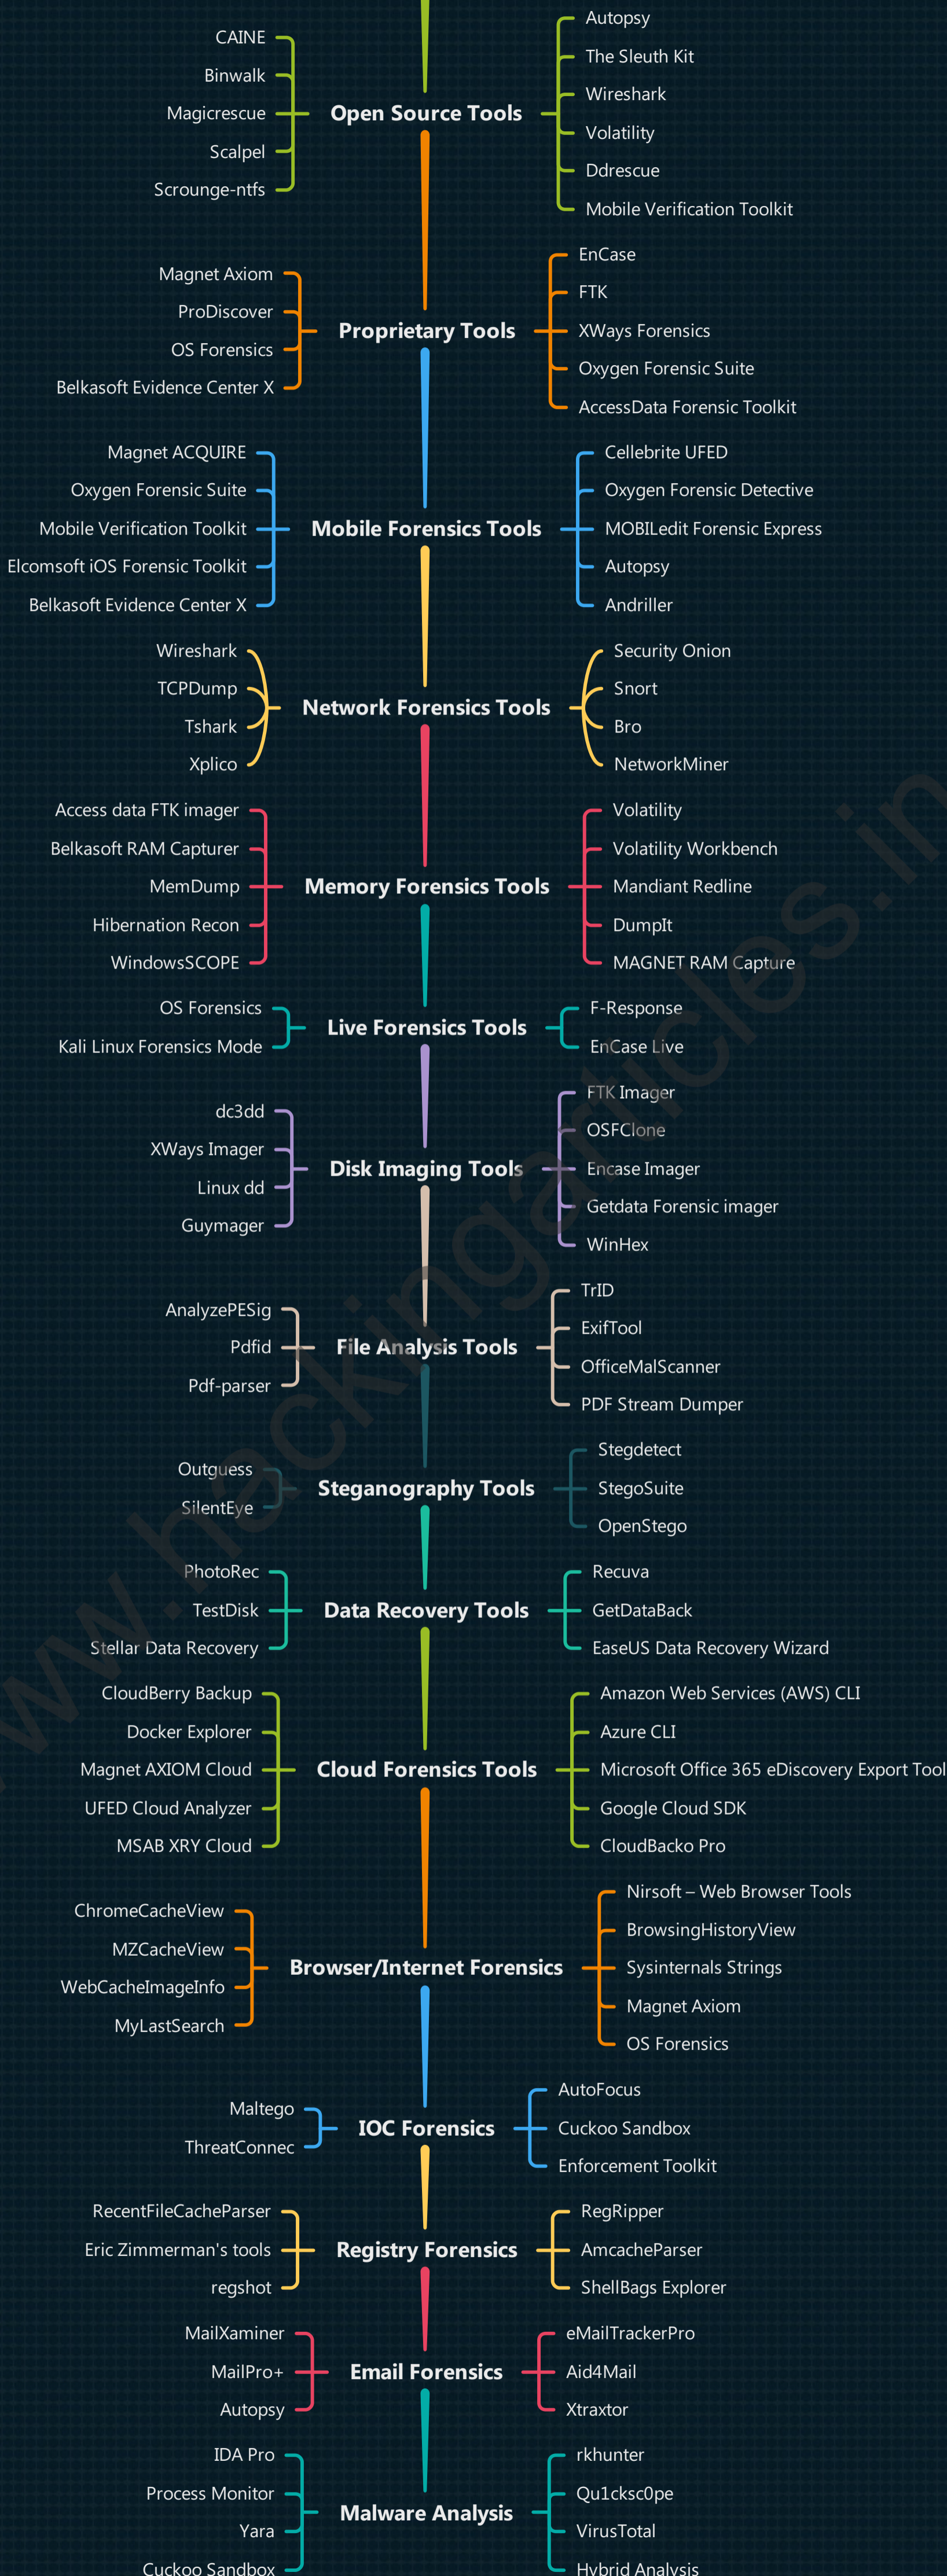 Open Source Tools
CAINE
Binwalk
Magicrescue
Scalpel
Scrounge-ntfs
Autopsy
The Sleuth Kit
Wireshark
Volatility
Ddrescue
Mobile Verification Toolkit
Proprietary Tools
Magnet Axiom
ProDiscover
OS Forensics
Belkasoft Evidence Center X
EnCase
FTK
XWays Forensics
Oxygen Forensic Suite
AccessData Forensic Toolkit
Mobile Forensics Tools
Magnet ACQUIRE
Oxygen Forensic Suite
Mobile Verification Toolkit
Elcomsoft iOS Forensic Toolkit
Belkasoft Evidence Center X
Cellebrite UFED
Oxygen Forensic Detective
MOBILedit Forensic Express
Autopsy
Andriller
Network Forensics Tools
Wireshark
TCPDump
Tshark
Xplico
Security Onion
Snort
Bro
NetworkMiner
Memory Forensics Tools
Access data FTK imager
Belkasoft RAM Capturer
MemDump
Hibernation Recon
WindowsSCOPE
Volatility
Volatility Workbench
Mandiant Redline
DumpIt
MAGNET RAM Capture
Live Forensics Tools
OS Forensics
Kali Linux Forensics Mode
F-Response
EnCase Live
Disk Imaging Tools
dc3dd
XWays Imager
Linux dd
Guymager
FTK Imager
OSFClone
Encase Imager
Getdata Forensic imager
WinHex
File Analysis Tools
AnalyzePESig
Pdfid
Pdf-parser
TrID
ExifTool
OfficeMalScanner
PDF Stream Dumper
Steganography Tools
Outguess
SilentEye
Stegdetect
StegoSuite
OpenStego
Data Recovery Tools
PhotoRec
TestDisk
Stellar Data Recovery
Recuva
GetDataBack
EaseUS Data Recovery Wizard
Cloud Forensics Tools
CloudBerry Backup
Docker Explorer
Magnet AXIOM Cloud
UFED Cloud Analyzer
MSAB XRY Cloud
Amazon Web Services (AWS) CLI
Azure CLI
Microsoft Office 365 eDiscovery Export Tool
Google Cloud SDK
CloudBacko Pro
Browser/Internet Forensics
ChromeCacheView
MZCacheView
WebCacheImageInfo
MyLastSearch
Nirsoft – Web Browser Tools
BrowsingHistoryView
Sysinternals Strings
Magnet Axiom
OS Forensics
IOC Forensics
Maltego
ThreatConnec
AutoFocus
Cuckoo Sandbox
Enforcement Toolkit
Registry Forensics
RecentFileCacheParser
Eric Zimmerman's tools
regshot
RegRipper
AmcacheParser
ShellBags Explorer
Email Forensics
MailXaminer
MailPro+
Autopsy
eMailTrackerPro
Aid4Mail
Xtraxtor
Malware Analysis
IDA Pro
Process Monitor
Yara
Cuckoo Sandbox
rkhunter
Qu1cksc0pe
VirusTotal
Hybrid Analysis
www.hackingarticles.in